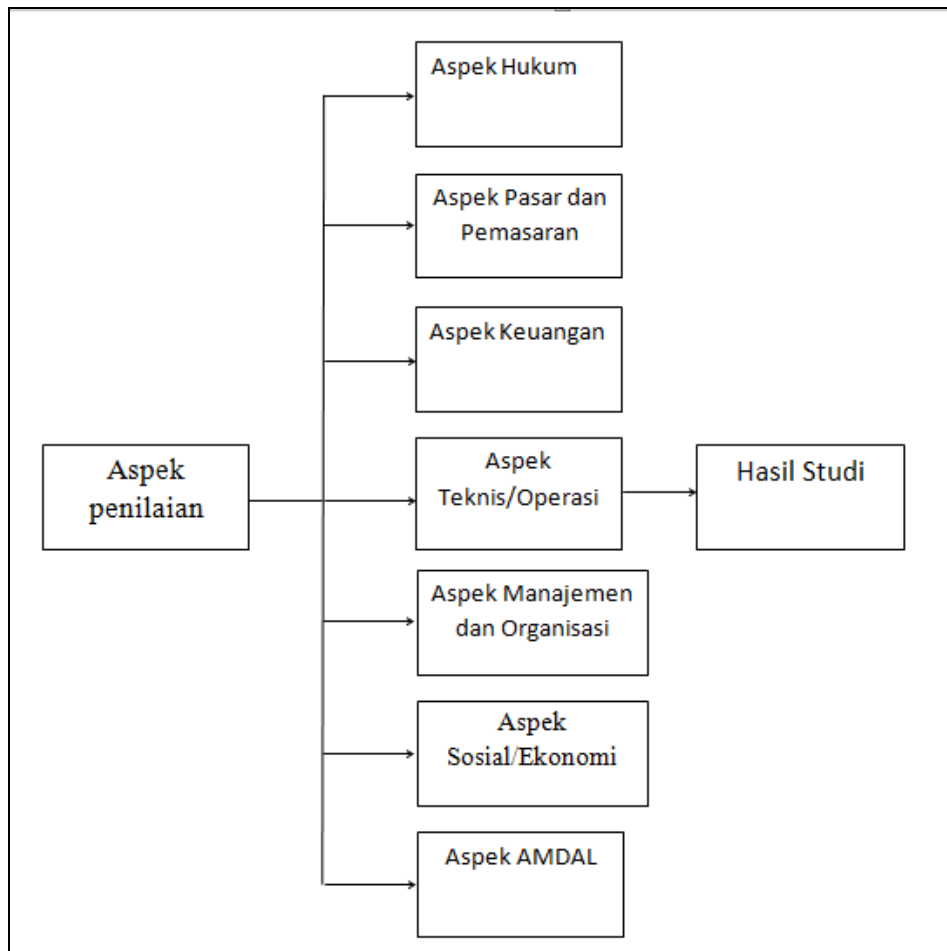 Aspek Hukum
Aspek Pasar dan
Pemasaran
Aspek Keuangan
Aspek
penilaian
Aspek
Teknis/Operasi
Hasil Studi
Aspek Manajemen
dan Organisasi
Aspek
Sosial/Ekonomi
Aspek AMDAL